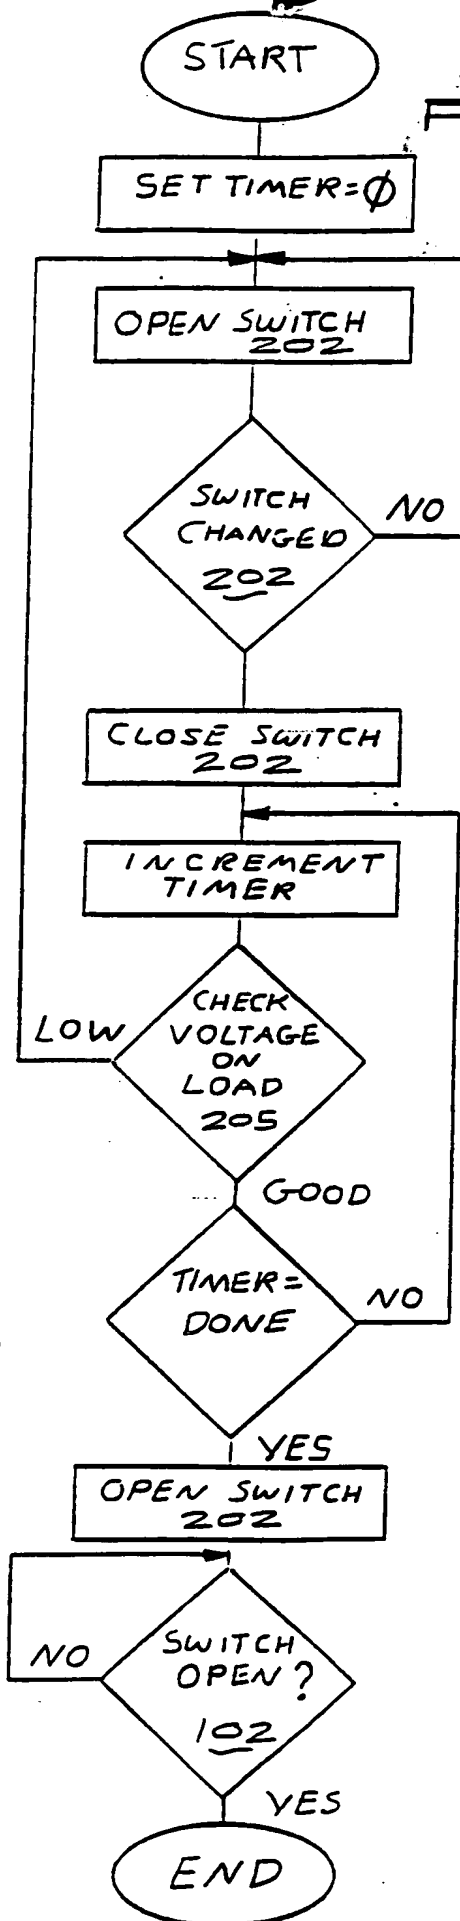 START
SET TIMER=Ø
OPEN SWITCH
202
SWITCH
CHANGED
202
NO
CLOSE SWITCH
202
INCREMENT
TIMER
CHECK
VOLTAGE
ON
LOAD
205
LOW
GOOD
TIMER=
DONE
NO
YES
OPEN SWITCH
202
SWITCH
OPEN?
102
NO
YES
END